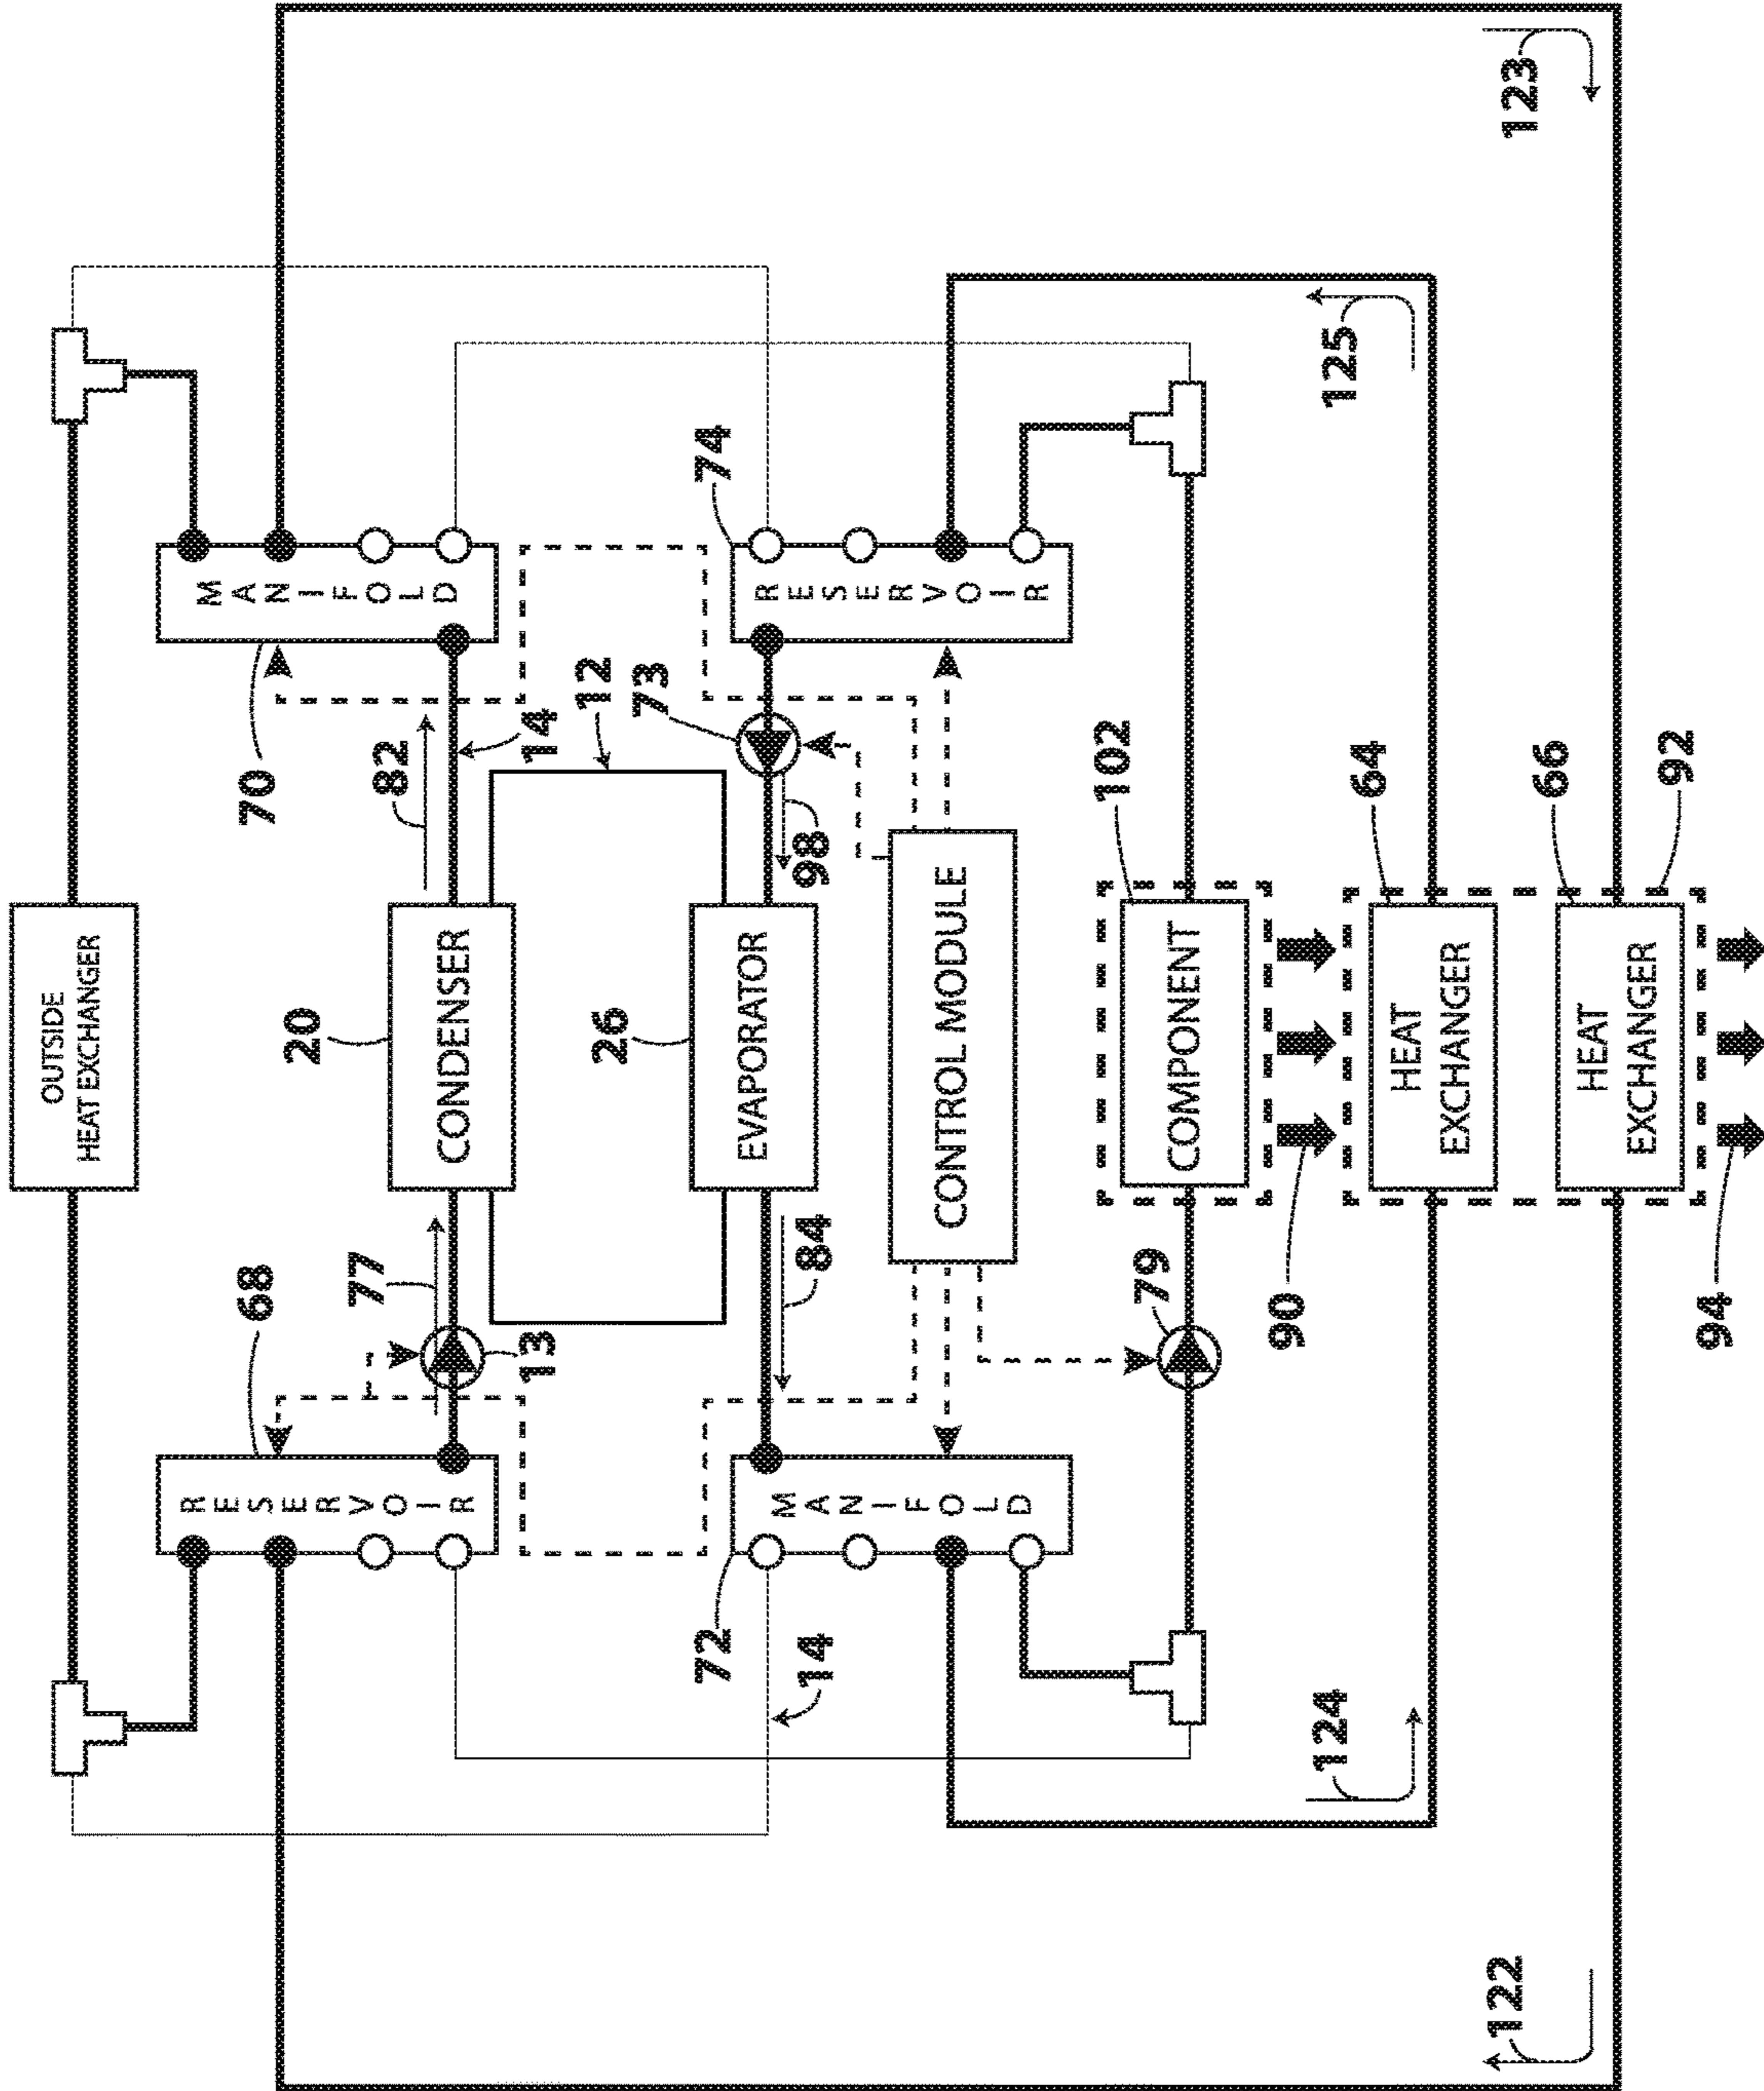 OUTSIDE
HEAT EXCHANGER
68
RESERVOIR
77
13
20
CONDENSER
82
14
70
MANIFOLD
12
72
MANIFOLD
14
84
26
EVAPORATOR
98
73
74
RESERVOIR
CONTROL MODULE
79
COMPONENT
102
90
124
HEAT
EXCHANGER
64
125
122
HEAT
EXCHANGER
66
92
123
94